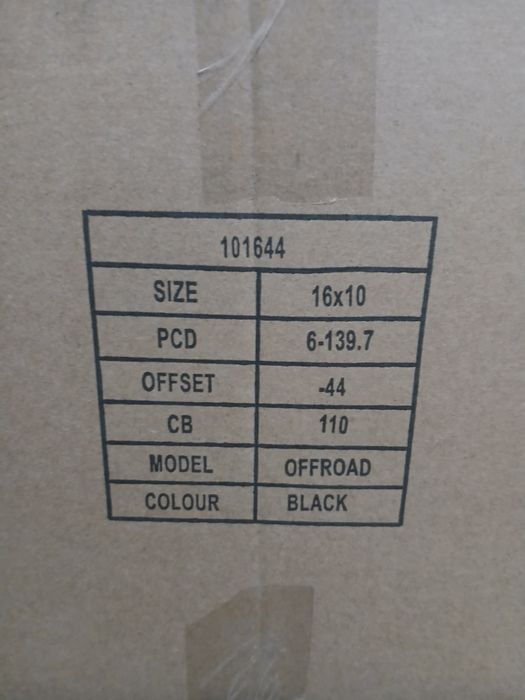 101644
SIZE 16x10
PCD 6-139.7
OFFSET -44
CB 110
MODEL OFFROAD
COLOUR BLACK